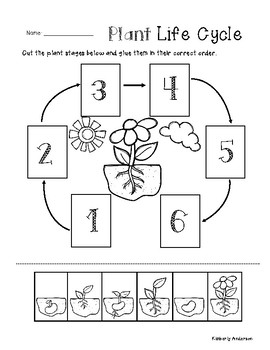 Name: Plant Life Cycle
Cut the plant stages below and glue them in their correct order.
3 4
2 5
1 6
Kimberly Anderson